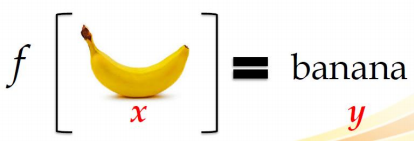 f [ ] = banana
x y